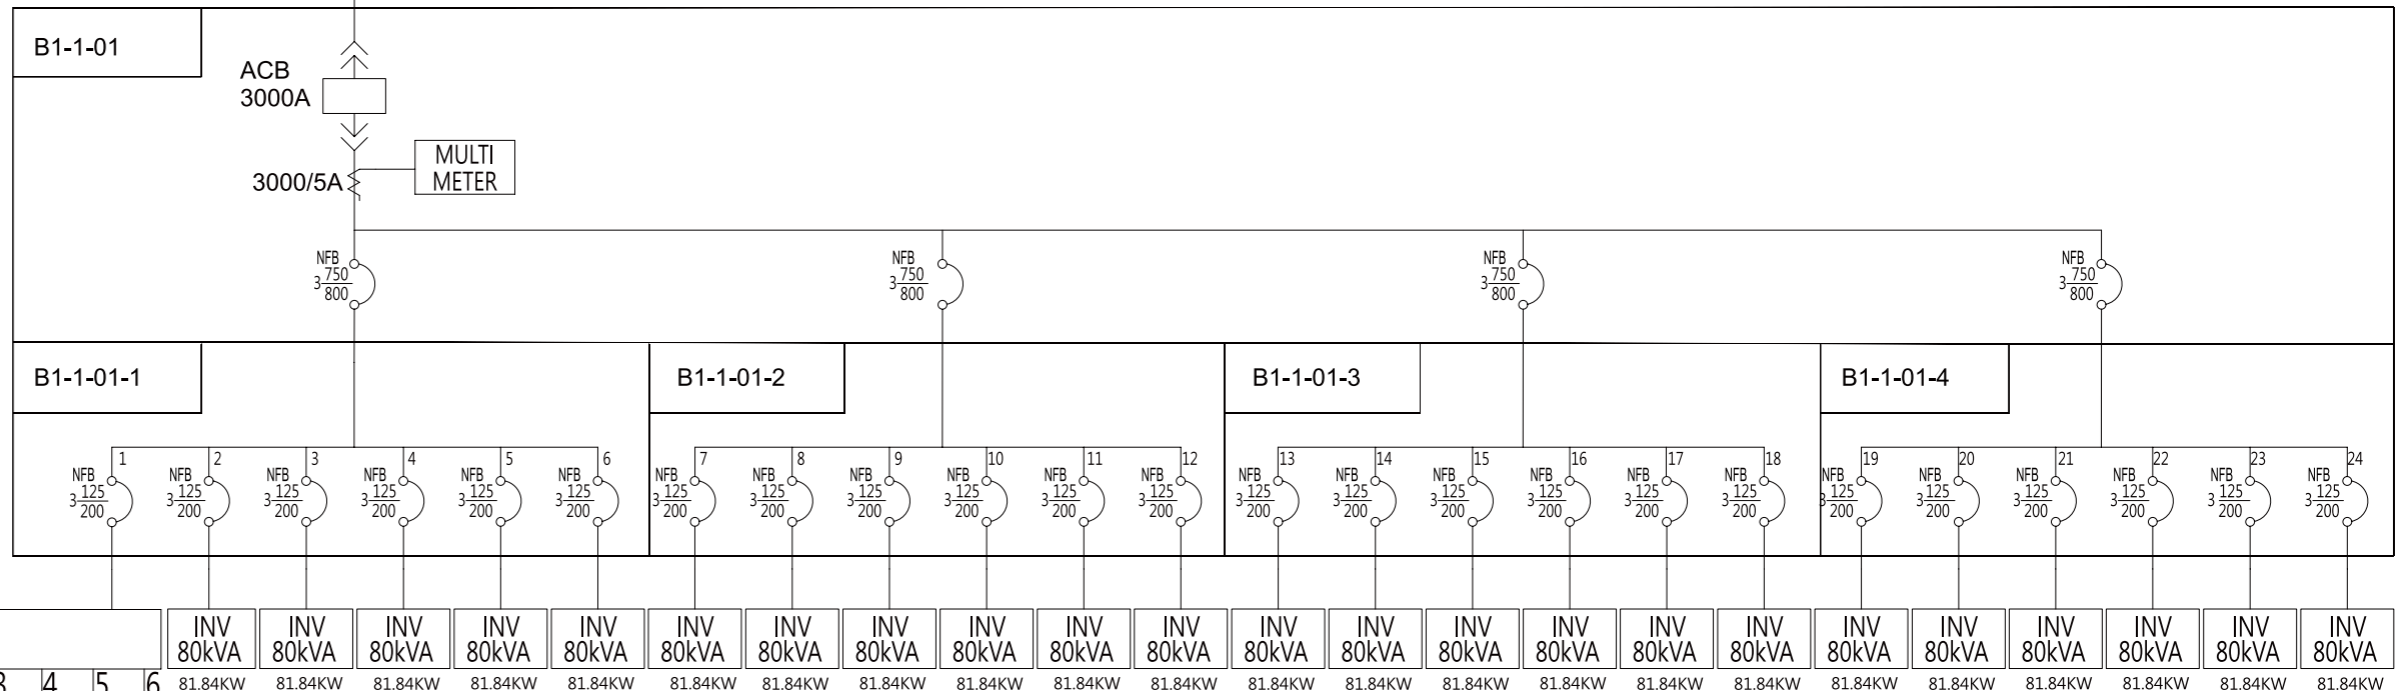 B1-1-01
ACB
3000A
MULTI
METER
3000/5A
NFB NFB NFB NFB
3 750 3 750 3 750 3 750
800 800 800 800
B1-1-01-1 B1-1-01-2 B1-1-01-3 B1-1-01-4
1 2 3 4 5 6 7 8 9 10 11 12 13 14 15 16 17 18 19 20 21 22 23 24
NFB NFB NFB NFB NFB NFB NFB NFB NFB NFB NFB NFB NFB NFB NFB NFB NFB NFB NFB NFB NFB NFB NFB NFB
3 125 3 125 3 125 3 125 3 125 3 125 3 125 3 125 3 125 3 125 3 125 3 125 3 125 3 125 3 125 3 125 3 125 3 125 3 125 3 125 3 125 3 125 3 125 3 125
200 200 200 200 200 200 200 200 200 200 200 200 200 200 200 200 200 200 200 200 200 200 200 200
INV INV INV INV INV INV INV INV INV INV INV INV INV INV INV INV INV INV INV INV INV INV INV
80kVA 80kVA 80kVA 80kVA 80kVA 80kVA 80kVA 80kVA 80kVA 80kVA 80kVA 80kVA 80kVA 80kVA 80kVA 80kVA 80kVA 80kVA 80kVA 80kVA 80kVA 80kVA 80kVA
4 5 6 81.84KW 81.84KW 81.84KW 81.84KW 81.84KW 81.84KW 81.84KW 81.84KW 81.84KW 81.84KW 81.84KW 81.84KW 81.84KW 81.84KW 81.84KW 81.84KW 81.84KW 81.84KW 81.84KW 81.84KW 81.84KW 81.84KW 81.84KW